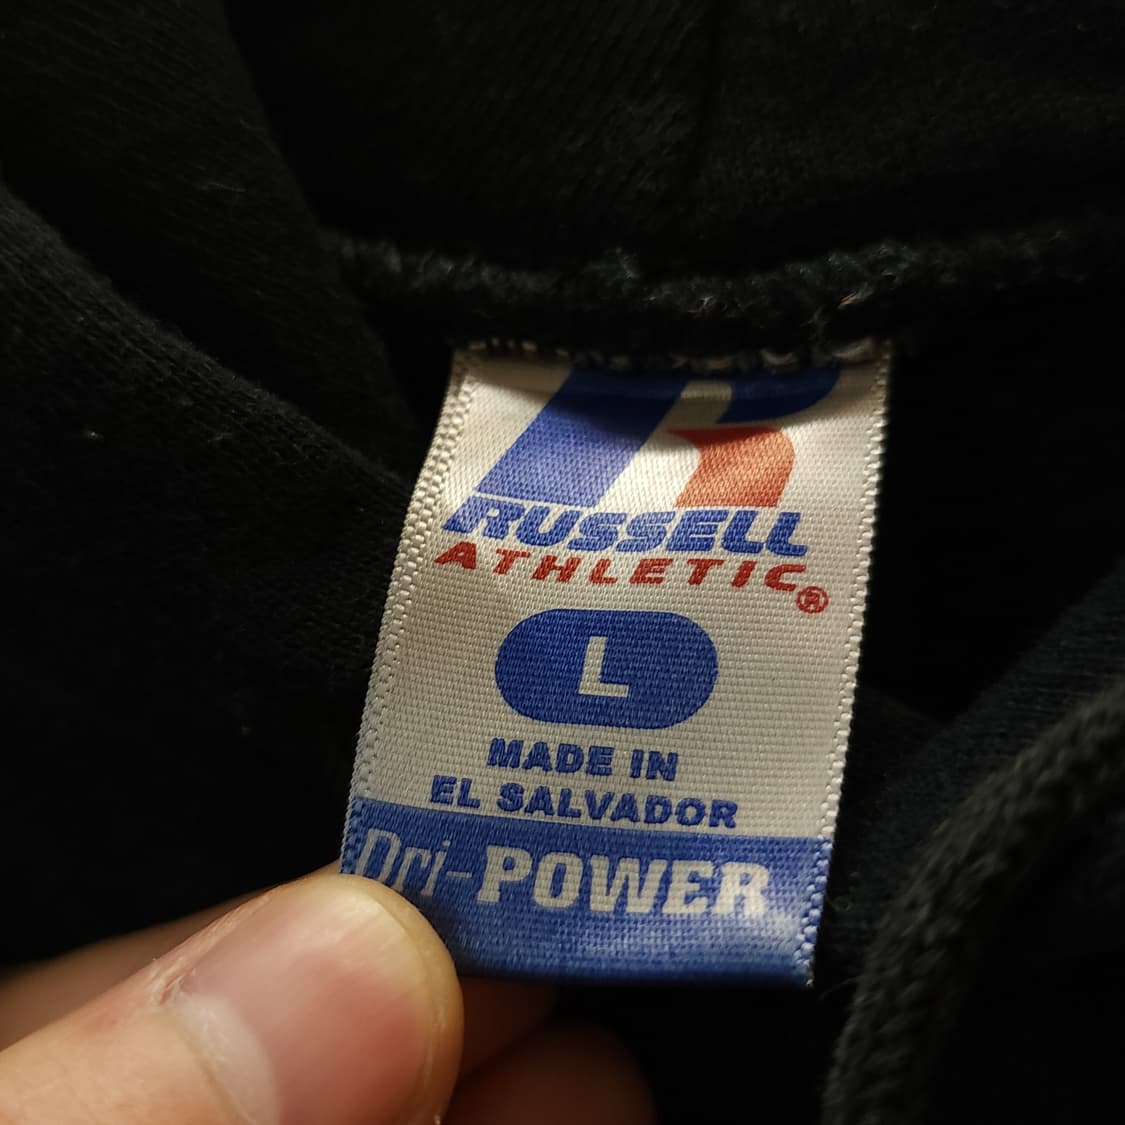 RUSSELL
ATHLETIC®
L
MADE IN
EL SALVADOR
Dri-POWER